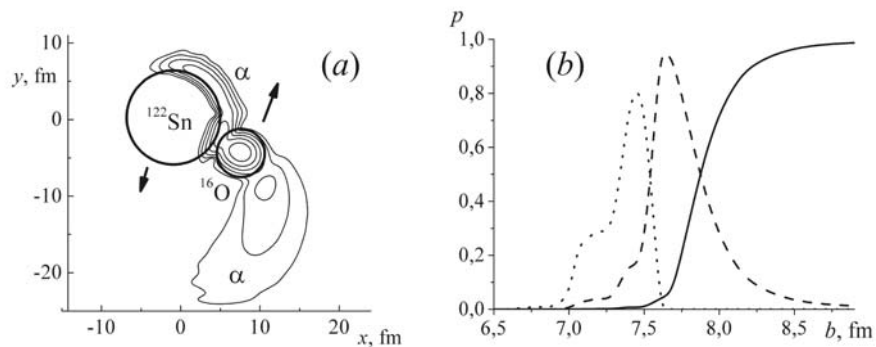 10
y, fm
0
-10
-20
-10
0
10
20
x, fm
(a)
α
¹²²Sn
¹⁶O
α
p
1,0
0,8
0,6
0,4
0,2
0,0
6,5
7,0
7,5
8,0
8,5
b, fm
(b)